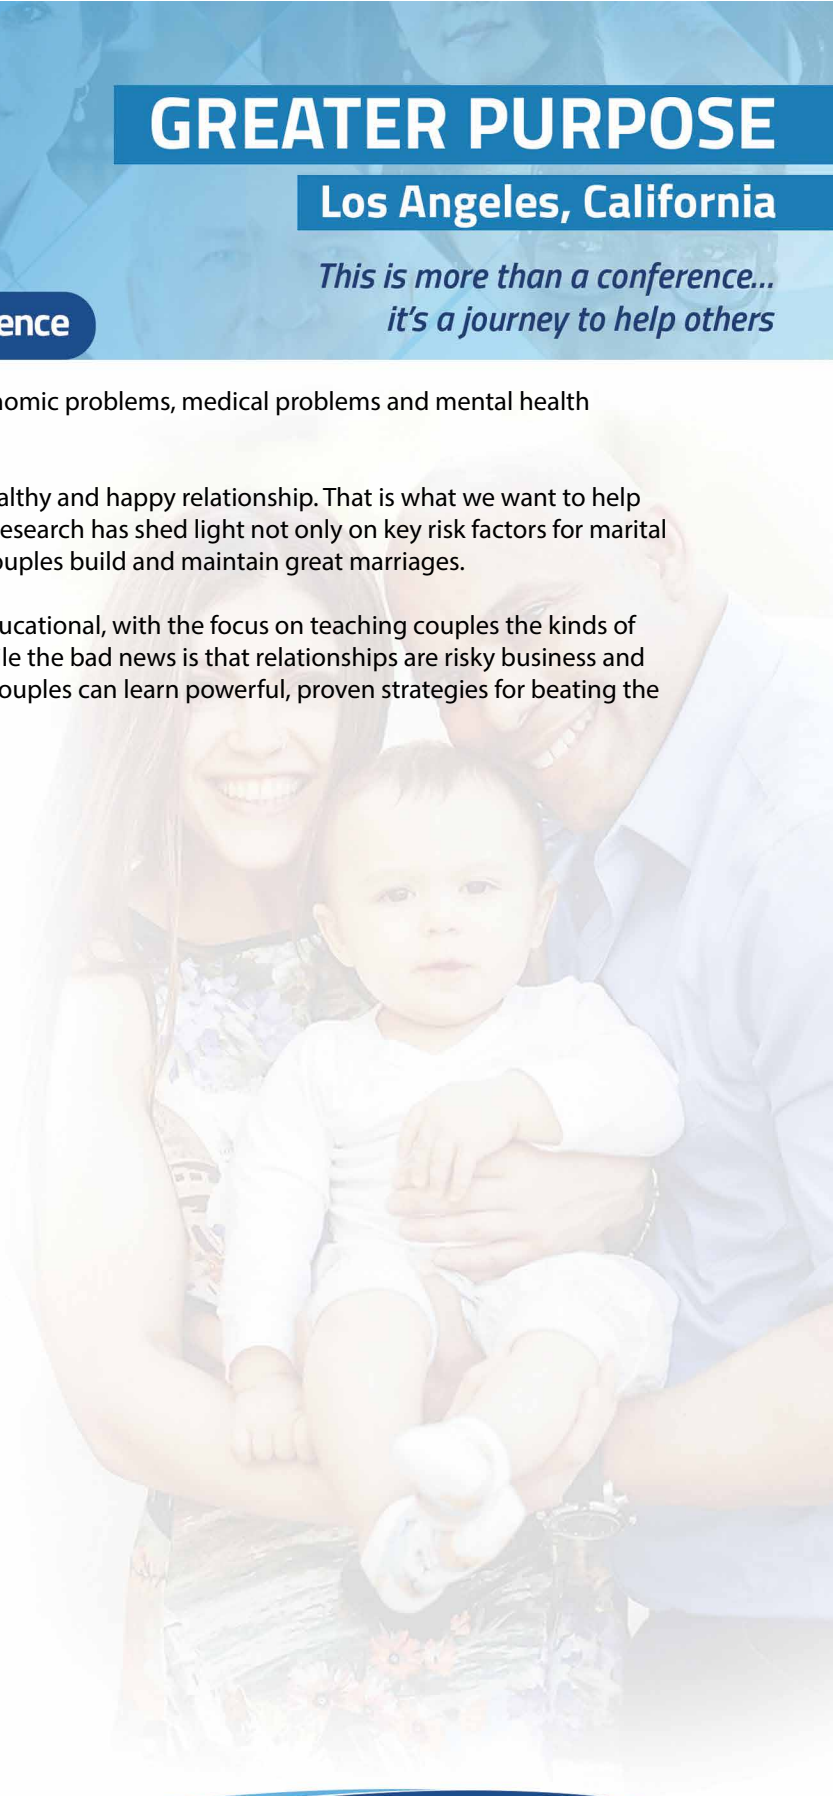 GREATER PURPOSE
Los Angeles, California
This is more than a conference...
it's a journey to help others
ence
nomic problems, medical problems and mental health
althy and happy relationship. That is what we want to help
esearch has shed light not only on key risk factors for marital
ouples build and maintain great marriages.
ucational, with the focus on teaching couples the kinds of
le the bad news is that relationships are risky business and
ouples can learn powerful, proven strategies for beating the